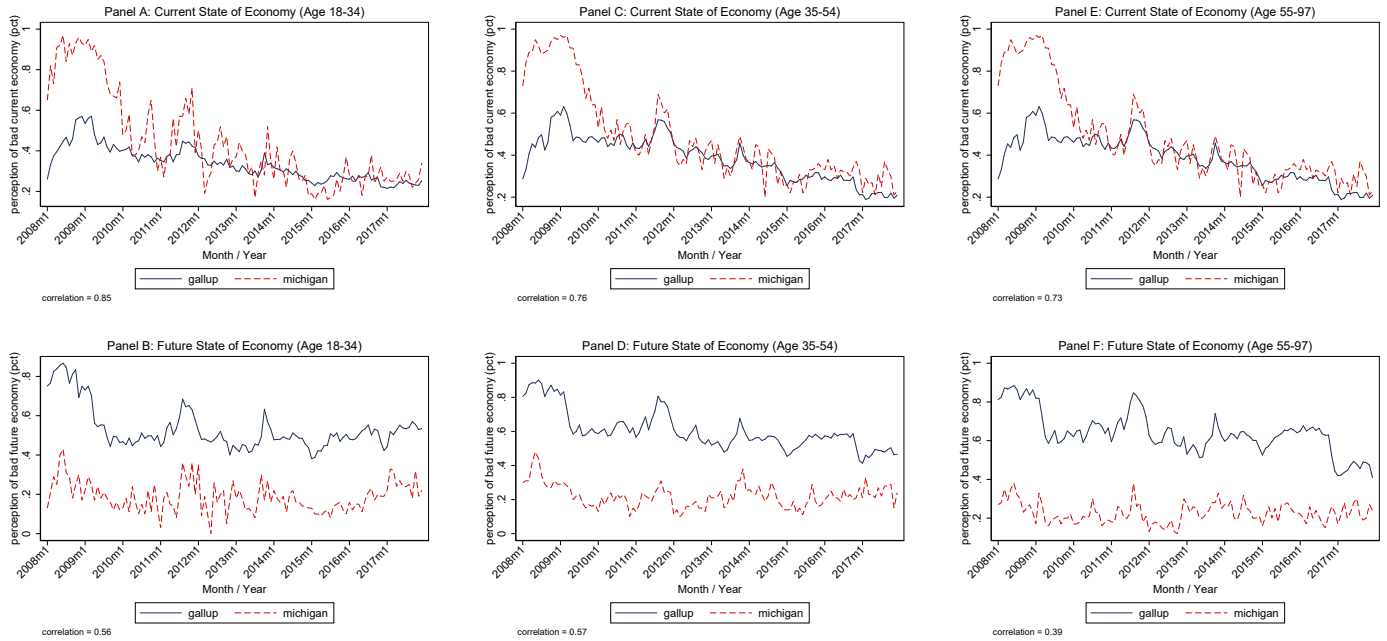 Panel A: Current State of Economy (Age 18-34)
perception of bad current economy (pct)
1
.8
.6
.4
.2
2008m1
2009m1
2010m1
2011m1
2012m1
2013m1
2014m1
2015m1
2016m1
2017m1
Month / Year
gallup michigan
correlation = 0.85
Panel C: Current State of Economy (Age 35-54)
perception of bad current economy (pct)
1
.8
.6
.4
.2
2008m1
2009m1
2010m1
2011m1
2012m1
2013m1
2014m1
2015m1
2016m1
2017m1
Month / Year
gallup michigan
correlation = 0.76
Panel E: Current State of Economy (Age 55-97)
perception of bad current economy (pct)
1
.8
.6
.4
.2
2008m1
2009m1
2010m1
2011m1
2012m1
2013m1
2014m1
2015m1
2016m1
2017m1
Month / Year
gallup michigan
correlation = 0.73
Panel B: Future State of Economy (Age 18-34)
perception of bad future economy (pct)
1
.8
.6
.4
.2
0
2008m1
2009m1
2010m1
2011m1
2012m1
2013m1
2014m1
2015m1
2016m1
2017m1
Month / Year
gallup michigan
correlation = 0.56
Panel D: Future State of Economy (Age 35-54)
perception of bad future economy (pct)
1
.8
.6
.4
.2
0
2008m1
2009m1
2010m1
2011m1
2012m1
2013m1
2014m1
2015m1
2016m1
2017m1
Month / Year
gallup michigan
correlation = 0.57
Panel F: Future State of Economy (Age 55-97)
perception of bad future economy (pct)
1
.8
.6
.4
.2
2008m1
2009m1
2010m1
2011m1
2012m1
2013m1
2014m1
2015m1
2016m1
2017m1
Month / Year
gallup michigan
correlation = 0.39